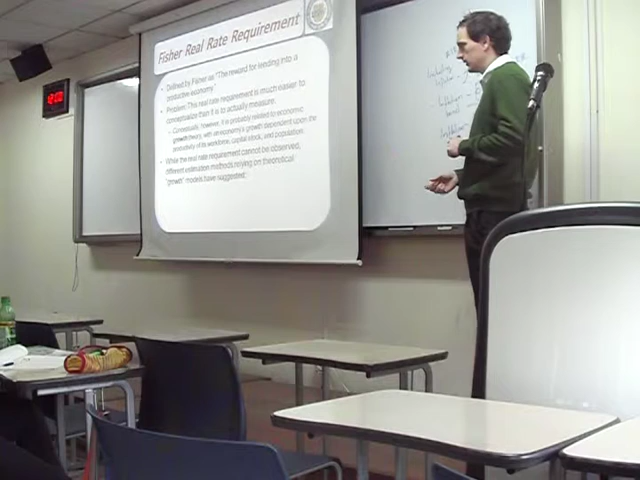 Fisher Real Rate Requirement
• Defined by Fisher as "The reward for lending into a
productive economy"
• Problem: This real rate requirement is much easier to
conceptualize than it is to actually measure.
– Conceptually, however, it is probably related to economic
growth theory, with an economy's growth dependent upon the
productivity of its workforce, capital stock, and population.
• While the real rate requirement cannot be observed,
different estimation methods relying on theoretical
"growth" models have suggested: